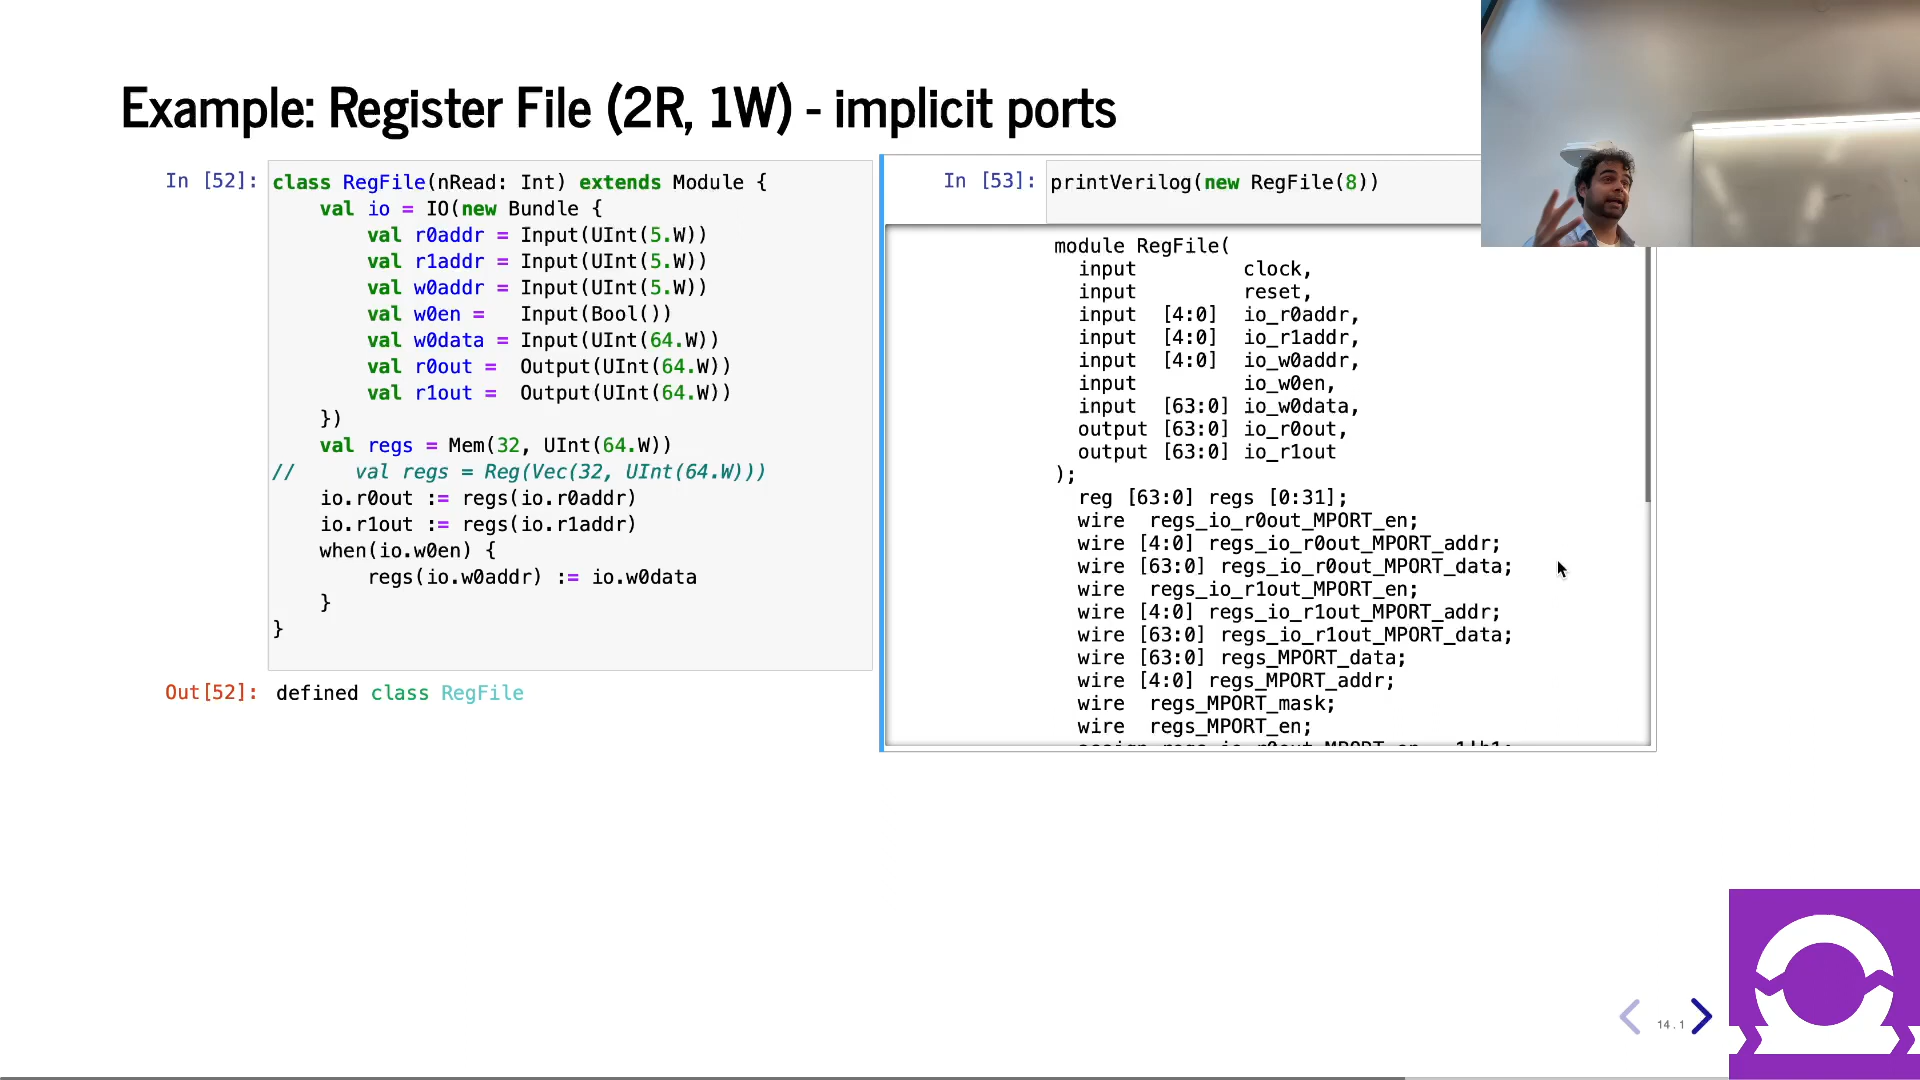 Example: Register File (2R, 1W) - implicit ports
In [52]:
class RegFile(nRead: Int) extends Module {
    val io = IO(new Bundle {
        val r0addr = Input(UInt(5.W))
        val r1addr = Input(UInt(5.W))
        val w0addr = Input(UInt(5.W))
        val w0en =   Input(Bool())
        val w0data = Input(UInt(64.W))
        val r0out =  Output(UInt(64.W))
        val r1out =  Output(UInt(64.W))
    })
    val regs = Mem(32, UInt(64.W))
//     val regs = Reg(Vec(32, UInt(64.W)))
    io.r0out := regs(io.r0addr)
    io.r1out := regs(io.r1addr)
    when(io.w0en) {
        regs(io.w0addr) := io.w0data
    }
}
Out[52]: defined class RegFile
In [53]: printVerilog(new RegFile(8))
module RegFile(
  input         clock,
  input         reset,
  input  [4:0]  io_r0addr,
  input  [4:0]  io_r1addr,
  input  [4:0]  io_w0addr,
  input         io_w0en,
  input  [63:0] io_w0data,
  output [63:0] io_r0out,
  output [63:0] io_r1out
);
  reg [63:0] regs [0:31];
  wire  regs_io_r0out_MPORT_en;
  wire [4:0] regs_io_r0out_MPORT_addr;
  wire [63:0] regs_io_r0out_MPORT_data;
  wire  regs_io_r1out_MPORT_en;
  wire [4:0] regs_io_r1out_MPORT_addr;
  wire [63:0] regs_io_r1out_MPORT_data;
  wire [63:0] regs_MPORT_data;
  wire [4:0] regs_MPORT_addr;
  wire  regs_MPORT_mask;
  wire  regs_MPORT_en;
14.1